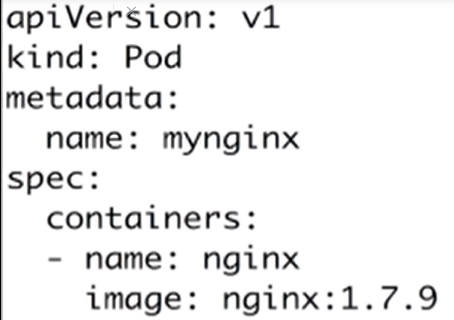 apiVersion: v1
kind: Pod
metadata:
  name: mynginx
spec:
  containers:
  - name: nginx
    image: nginx:1.7.9